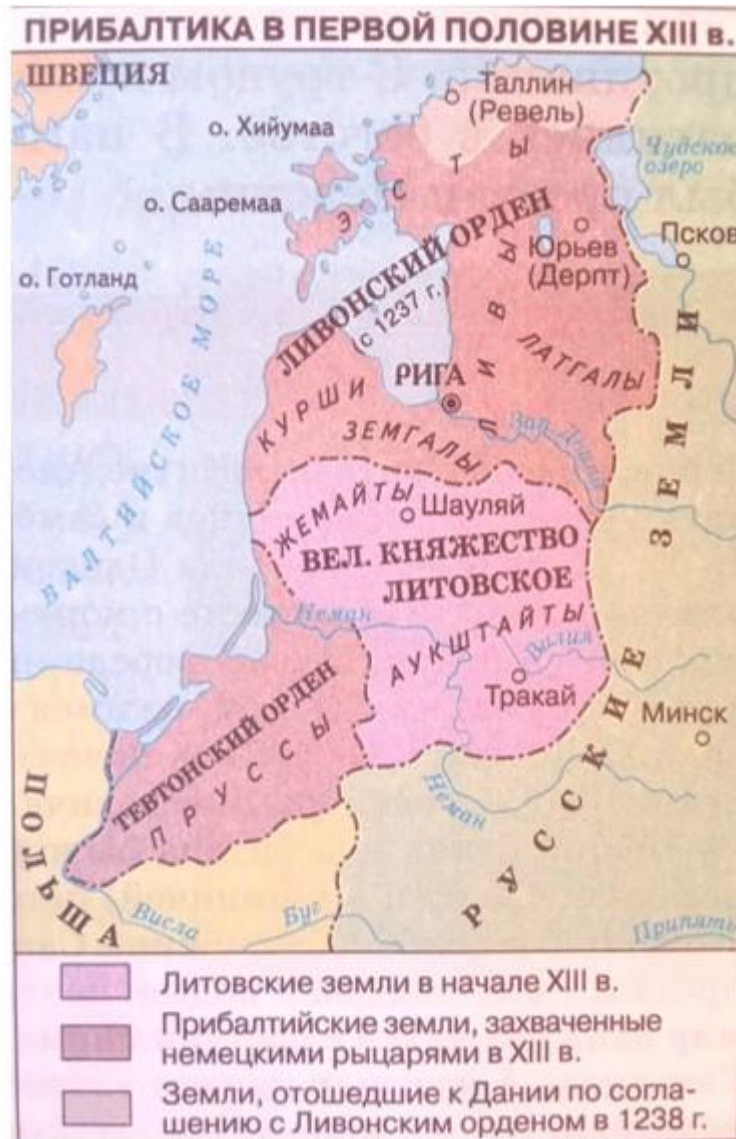 ПРИБАЛТИКА В ПЕРВОЙ ПОЛОВИНЕ XIII в.
ШВЕЦИЯ
Таллин
(Ревель)
о. Хийумаа
Чудское
озеро
о. Сааремаа
ЭСТЫ
Юрьев
(Дерпт)
Псков
о. Готланд
ЛИВОНСКИЙ ОРДЕН
(с 1237 г.)
ЛИВЫ
ЛАТГАЛЫ
БАЛТИЙСКОЕ МОРЕ
РИГА
КУРШИ
ЗЕМГАЛЫ
Зап. Двина
ЖЕМАЙТЫ
Шауляй
ВЕЛ. КНЯЖЕСТВО
ЛИТОВСКОЕ
Неман
АУКШТАЙТЫ
Вилия
Тракай
Минск
ТЕВТОНСКИЙ ОРДЕН
ПРУССЫ
Неман
РУССКИЕ ЗЕМЛИ
ПОЛЬША
Висла
Буг
Припять
Литовские земли в начале XIII в.
Прибалтийские земли, захваченные
немецкими рыцарями в XIII в.
Земли, отошедшие к Дании по согла-
шению с Ливонским орденом в 1238 г.